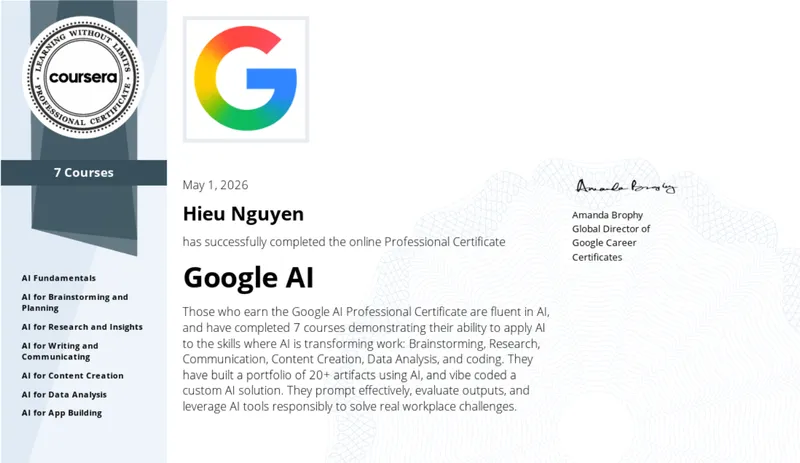 LEARNING WITHOUT LIMITS
coursera
PROFESSIONAL CERTIFICATE
7 Courses
AI Fundamentals
AI for Brainstorming and
Planning
AI for Research and Insights
AI for Writing and
Communicating
AI for Content Creation
AI for Data Analysis
AI for App Building
G
May 1, 2026
Hieu Nguyen
has successfully completed the online Professional Certificate
Google AI
Those who earn the Google AI Professional Certificate are fluent in AI,
and have completed 7 courses demonstrating their ability to apply AI
to the skills where AI is transforming work: Brainstorming, Research,
Communication, Content Creation, Data Analysis, and coding. They
have built a portfolio of 20+ artifacts using AI, and vibe coded a
custom AI solution. They prompt effectively, evaluate outputs, and
leverage AI tools responsibly to solve real workplace challenges.
Amanda Brophy
Amanda Brophy
Global Director of
Google Career
Certificates